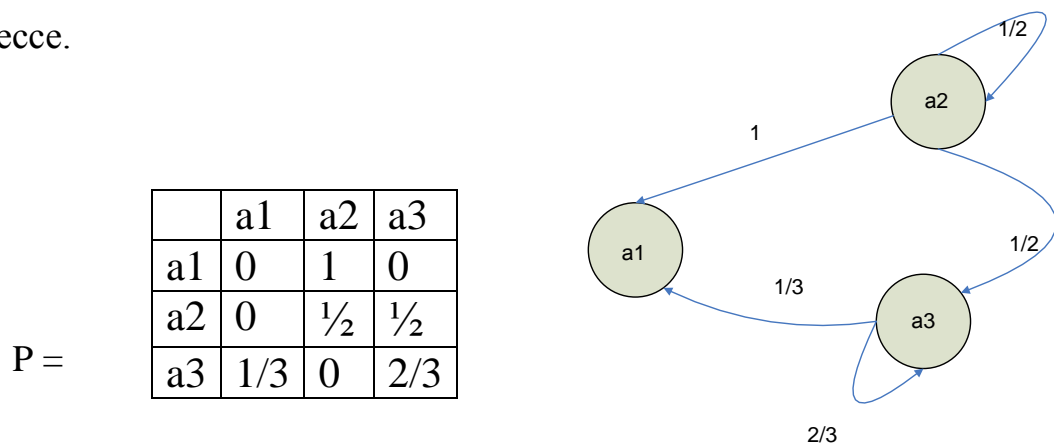 ессе.
a1 a2 a3
a1 0 1 0
a2 0 ½ ½
P = a3 1/3 0 2/3
1/2
a2
1
a1
1/2
1/3
a3
2/3